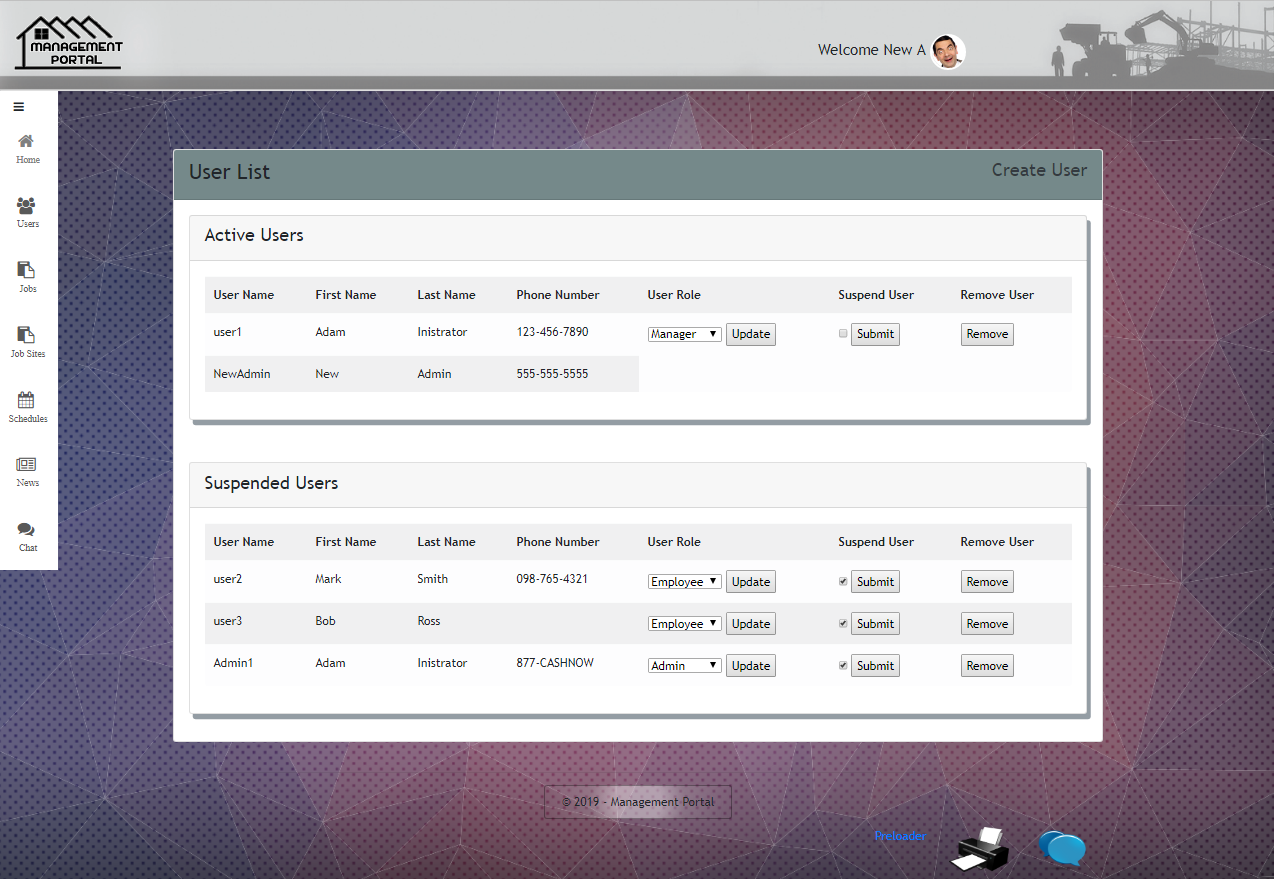 MANAGEMENT
PORTAL
Welcome New A
Home
Users
Jobs
Job Sites
Schedules
News
Chat
User List
Create User
Active Users
User Name First Name Last Name Phone Number User Role Suspend User Remove User
user1 Adam Inistrator 123-456-7890 Manager Update Submit Remove
NewAdmin New Admin 555-555-5555
Suspended Users
User Name First Name Last Name Phone Number User Role Suspend User Remove User
user2 Mark Smith 098-765-4321 Employee Update Submit Remove
user3 Bob Ross Employee Update Submit Remove
Admin1 Adam Inistrator 877-CASHNOW Admin Update Submit Remove
© 2019 - Management Portal
Preloader